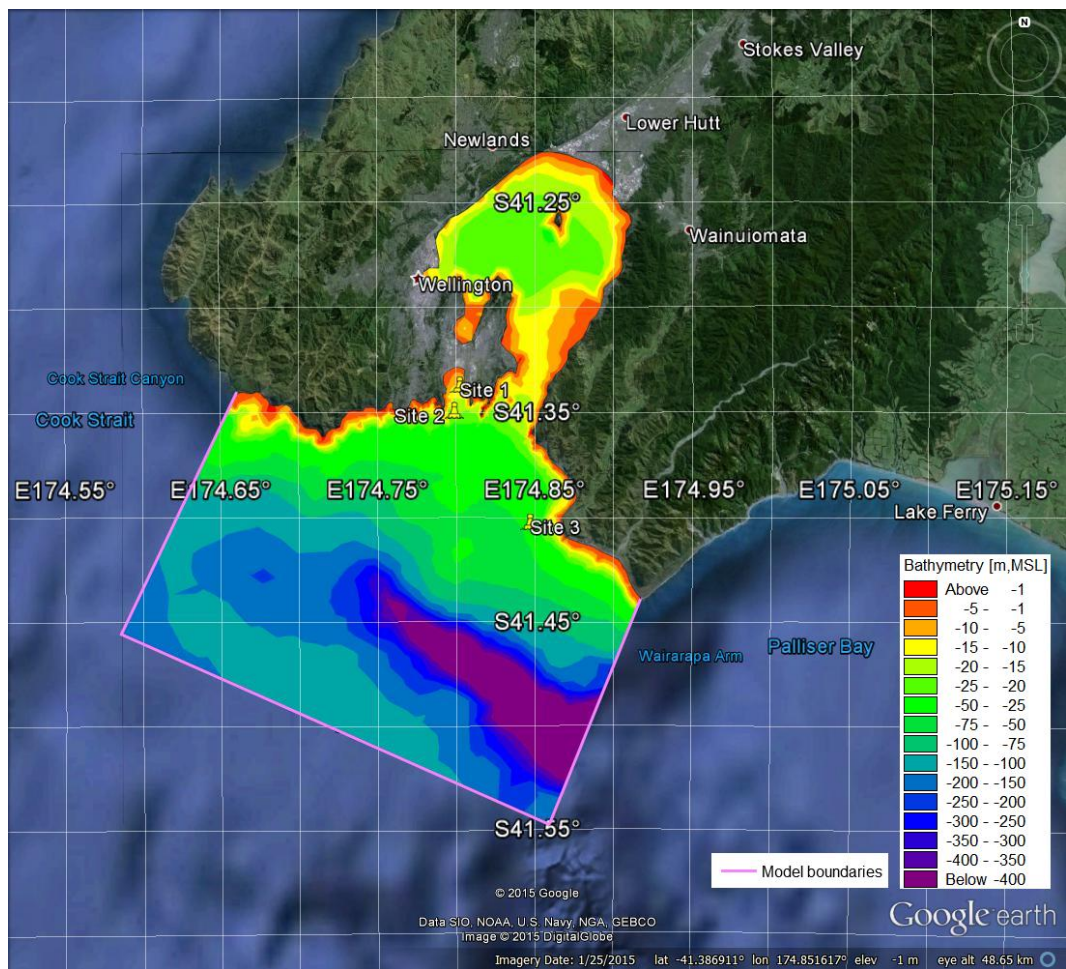 N
Stokes Valley
Lower Hutt
Newlands
S41.25°
Wainuiomata
Wellington
Cook Strait Canyon
Site 1
Cook Strait
Site 2
S41.35°
E174.55°
E174.65°
E174.75°
E174.85°
E174.95°
E175.05°
E175.15°
Lake Ferry
Site 3
Bathymetry [m,MSL]
Above -1
-5 - -1
-10 - -5
-15 - -10
-20 - -15
-25 - -20
-50 - -25
-75 - -50
-100 - -75
-150 - -100
-200 - -150
-250 - -200
-300 - -250
-350 - -300
-400 - -350
Below -400
S41.45°
Wairarapa Arm
Palliser Bay
S41.55°
Model boundaries
© 2015 Google
Data SIO, NOAA, U.S. Navy, NGA, GEBCO
Image © 2015 DigitalGlobe
Google earth
Imagery Date: 1/25/2015 lat -41.386911° lon 174.851617° elev -1 m eye alt 48.65 km